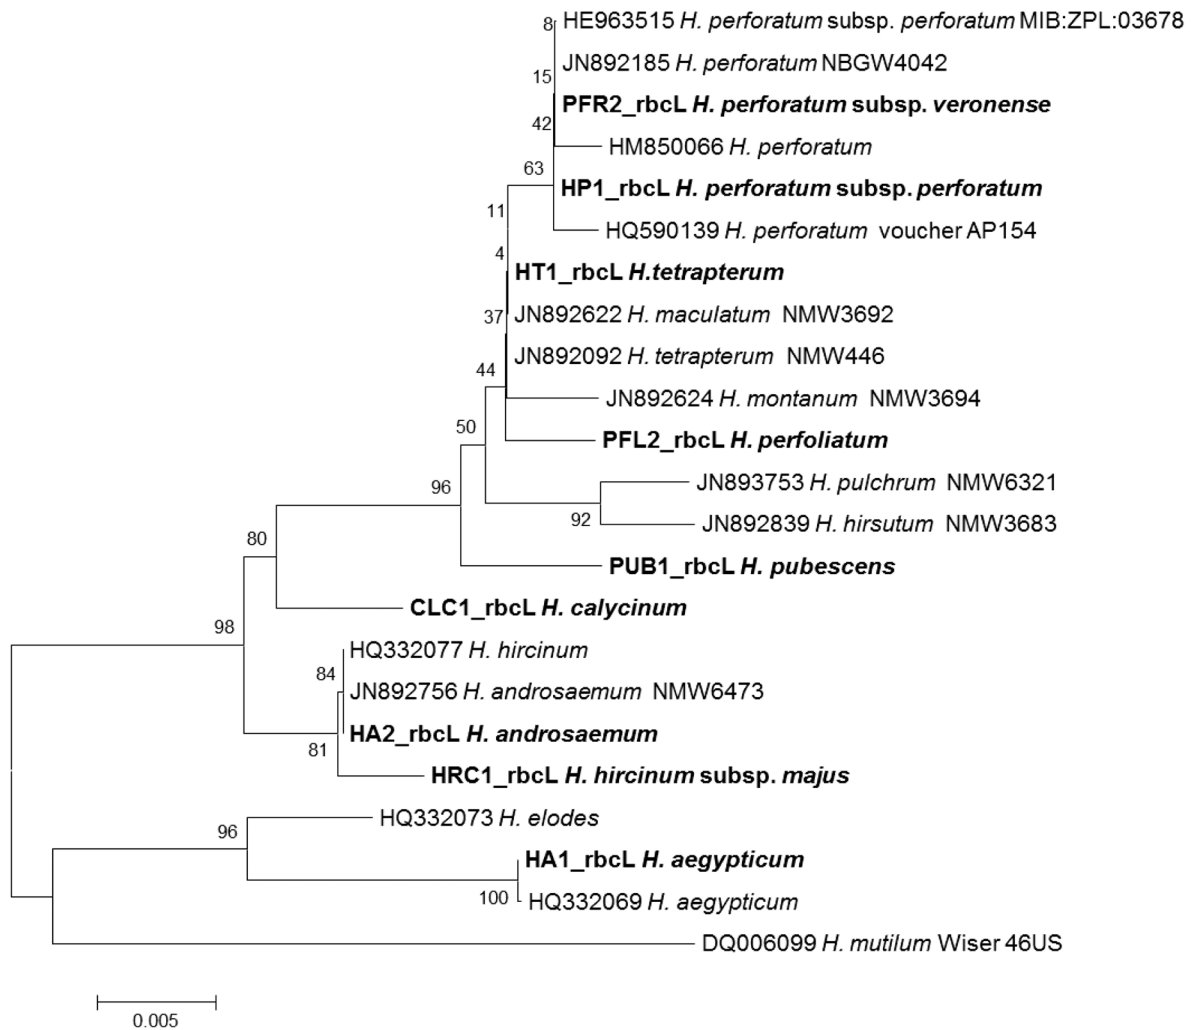 8 HE963515 H. perforatum subsp. perforatum MIB:ZPL:03678
JN892185 H. perforatum NBGW4042
15
PFR2_rbcL H. perforatum subsp. veronense
42
HM850066 H. perforatum
63
HP1_rbcL H. perforatum subsp. perforatum
11
HQ590139 H. perforatum voucher AP154
4
HT1_rbcL H.tetrapterum
37 JN892622 H. maculatum NMW3692
JN892092 H. tetrapterum NMW446
44
JN892624 H. montanum NMW3694
50
PFL2_rbcL H. perfoliatum
96
JN893753 H. pulchrum NMW6321
92 JN892839 H. hirsutum NMW3683
80
PUB1_rbcL H. pubescens
CLC1_rbcL H. calycinum
98
HQ332077 H. hircinum
84
JN892756 H. androsaemum NMW6473
HA2_rbcL H. androsaemum
81
HRC1_rbcL H. hircinum subsp. majus
HQ332073 H. elodes
96
HA1_rbcL H. aegypticum
100 HQ332069 H. aegypticum
DQ006099 H. mutilum Wiser 46US
0.005